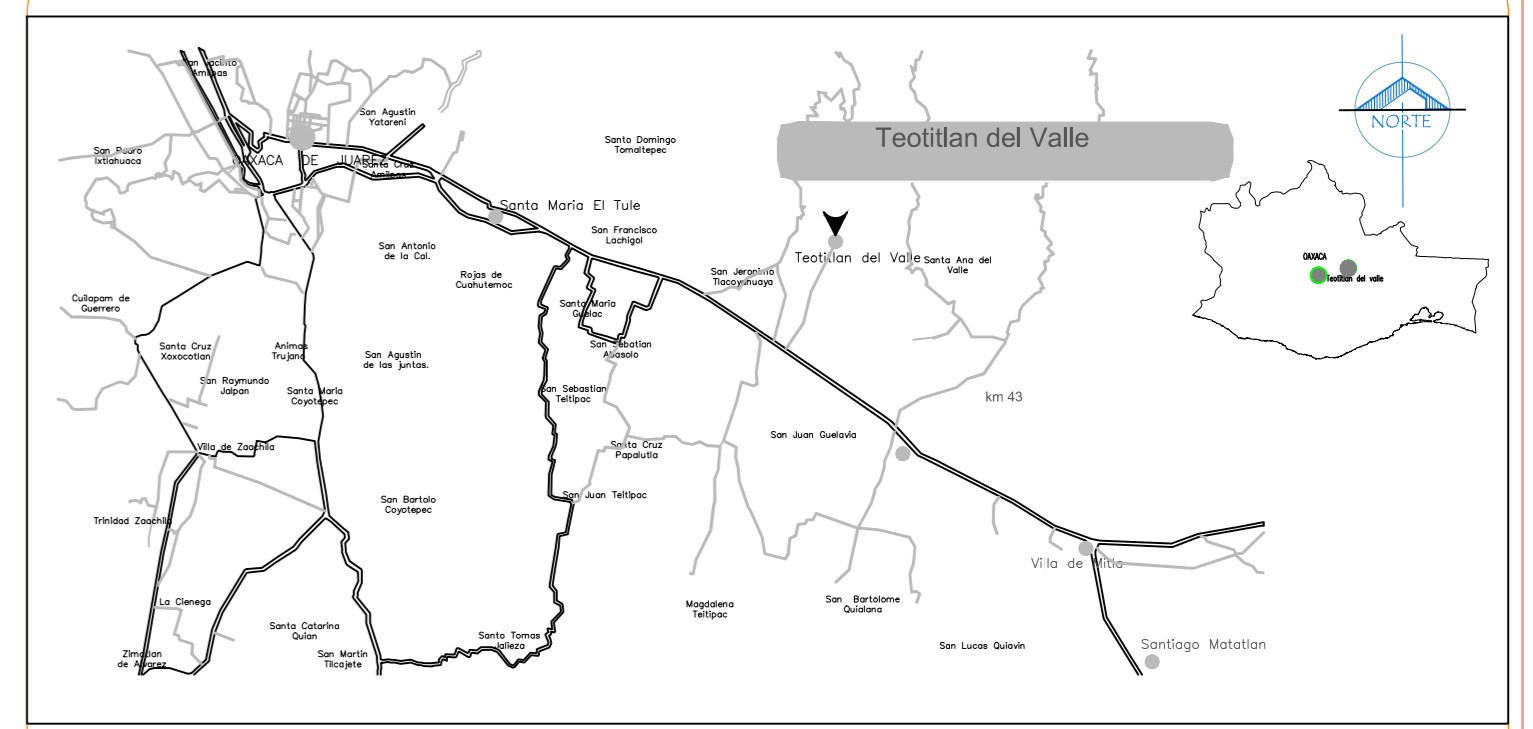 San Jacinto
Amilpas
San Agustin
Yatareni
Teotitlan del Valle
NORTE
San Pedro
Ixtlahuaca
OAXACA DE JUAREZ
Santa Cruz
Amilpas
Santo Domingo
Tomaltepec
Santa María El Tule
San Francisco
Lachigol
San Antonio
de la Cal.
Rojas de
Cuahutemoc
San Jeronimo
Tlacoyahuaya
Teotitlan del Valle
Santa Ana del
Valle
OAXACA
Teotitlan del valle
Cuilapam de
Guerrero
Santa Maria
Guelac
Santa Cruz
Xoxocotlan
Animas
Trujano
San Agustin
de las juntas.
San Sebatian
Abasolo
San Raymundo
Jalpan
Santa Maria
Coyotepec
San Sebastian
Teitipac
km 43
Villa de Zaachila
Santa Cruz
Papalutla
San Juan Guelavia
San Bartolo
Coyotepec
San Juan Teitipac
Trinidad Zaachila
Villa de Mitla
La Cienega
Magdalena
Teitipac
San Bartolome
Quialana
Santa Catarina
Quian
Santo Tomas
Jalieza
San Lucas Quiavin
Santiago Matatlan
Zimatlan
de Alvarez
San Martin
Tilcajete